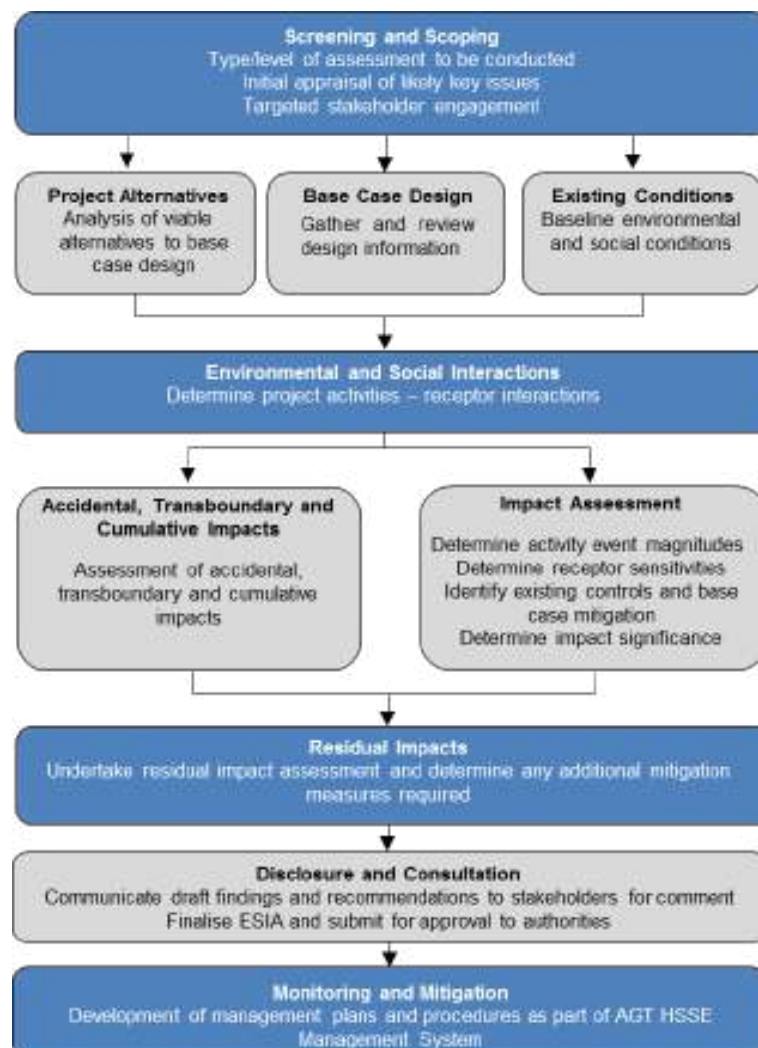 Screening and Scoping
Type/level of assessment to be conducted
Initial appraisal of likely key issues
Targeted stakeholder engagement
Project Alternatives
Analysis of viable
alternatives to base
case design
Base Case Design
Gather and review
design information
Existing Conditions
Baseline environmental
and social conditions
Environmental and Social Interactions
Determine project activities – receptor interactions
Accidental, Transboundary and
Cumulative Impacts
Assessment of accidental,
transboundary and cumulative
impacts
Impact Assessment
Determine activity event magnitudes
Determine receptor sensitivities
Identify existing controls and base
case mitigation
Determine impact significance
Residual Impacts
Undertake residual impact assessment and determine any additional mitigation
measures required
Disclosure and Consultation
Communicate draft findings and recommendations to stakeholders for comment
Finalise ESIA and submit for approval to authorities
Monitoring and Mitigation
Development of management plans and procedures as part of AGT HSSE
Management System